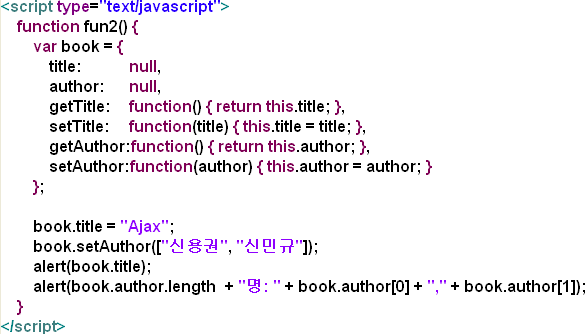 <script type="text/javascript">
function fun2() {
var book = {
title: null,
author: null,
getTitle: function() { return this.title; },
setTitle: function(title) { this.title = title; },
getAuthor:function() { return this.author; },
setAuthor:function(author) { this.author = author; }
};
book.title = "Ajax";
book.setAuthor(["신용권", "신민규"]);
alert(book.title);
alert(book.author.length + "명: " + book.author[0] + "," + book.author[1]);
}
</script>